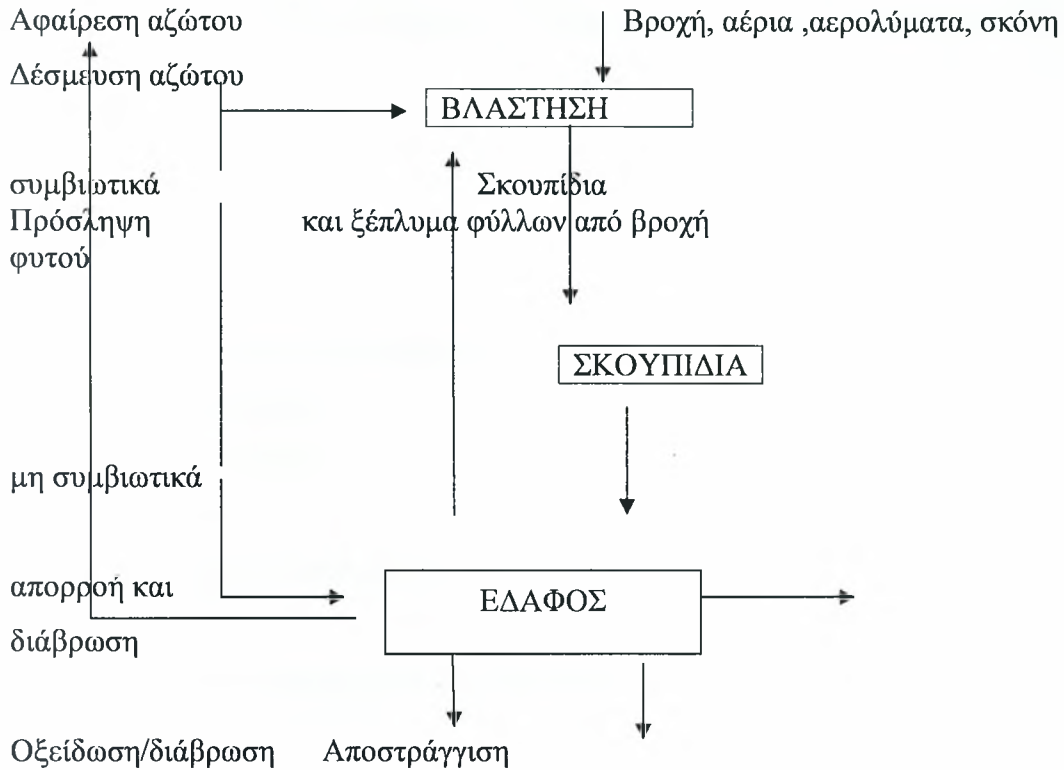 Αφαίρεση αζώτου
Βροχή, αέρια ,αερολύματα, σκόνη
Δέσμευση αζώτου
ΒΛΑΣΤΗΣΗ
συμβιωτικά
Σκουπίδια
Πρόσληψη
και ξέπλυμα φύλλων από βροχή
φυτού
ΣΚΟΥΠΙΔΙΑ
μη συμβιωτικά
απορροή και
ΕΔΑΦΟΣ
διάβρωση
Οξείδωση/διάβρωση Αποστράγγιση